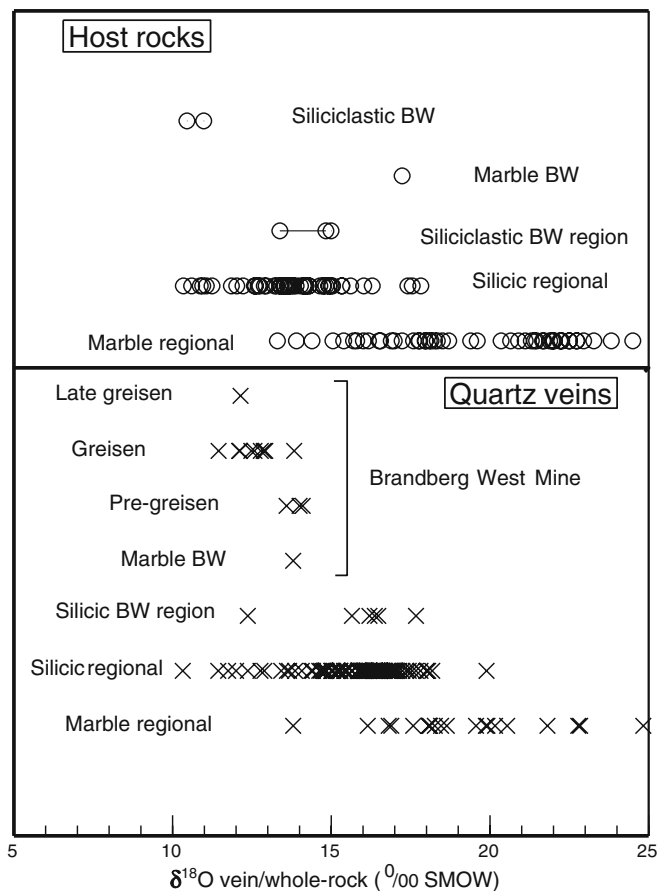 Host rocks
Siliciclastic BW
Marble BW
Siliciclastic BW region
Silicic regional
Marble regional
Late greisen
Quartz veins
Greisen
Brandberg West Mine
Pre-greisen
Marble BW
Silicic BW region
Silicic regional
Marble regional
5 10 15 20 25
δ¹⁸O vein/whole-rock (⁰/₀₀ SMOW)